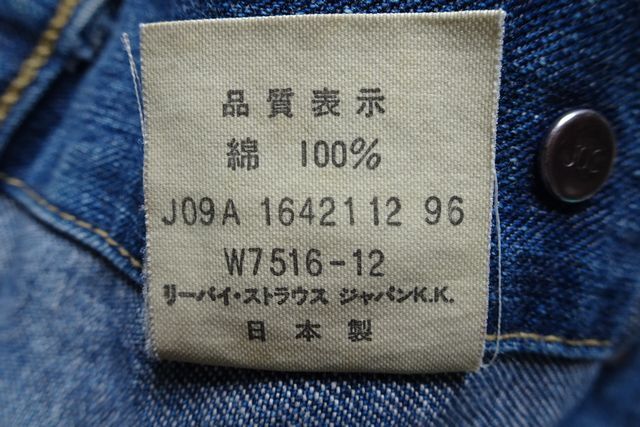 品質表示
綿 100%
J09A 1642112 96
W7516-12
リーバイ・ストラウス ジャパンK.K.
日本製
J02